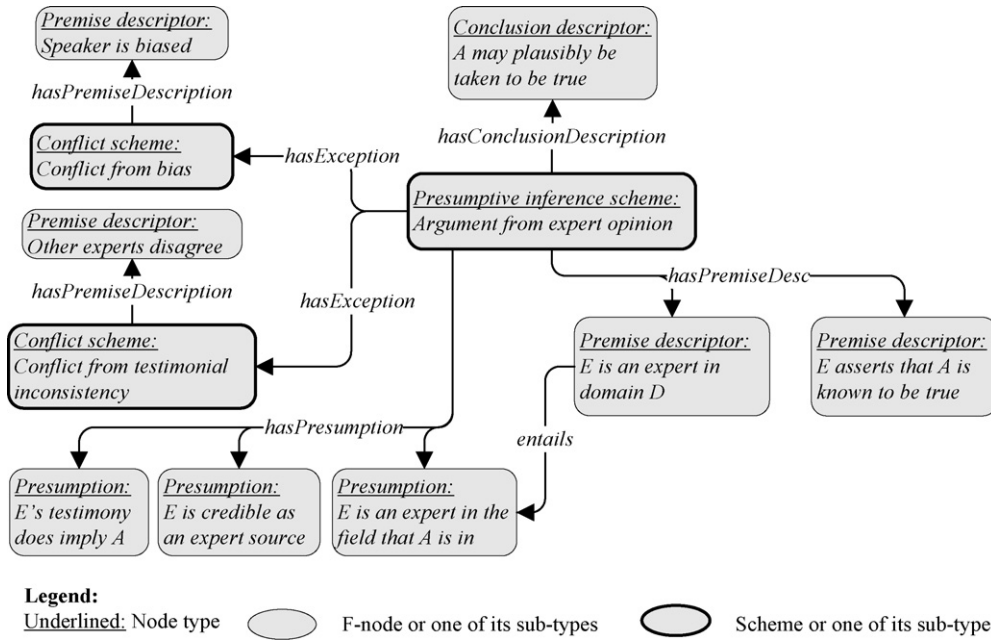 Premise descriptor:
Speaker is biased
hasPremiseDescription
Conflict scheme:
Conflict from bias
hasException
Conclusion descriptor:
A may plausibly be
taken to be true
hasConclusionDescription
Presumptive inference scheme:
Argument from expert opinion
Premise descriptor:
Other experts disagree
hasPremiseDescription
hasException
Conflict scheme:
Conflict from testimonial
inconsistency
hasPremiseDesc
Premise descriptor:
E is an expert in
domain D
Premise descriptor:
E asserts that A is
known to be true
entails
hasPresumption
Presumption:
E's testimony
does imply A
Presumption:
E is credible as
an expert source
Presumption:
E is an expert in the
field that A is in
Legend:
Underlined: Node type
F-node or one of its sub-types
Scheme or one of its sub-type